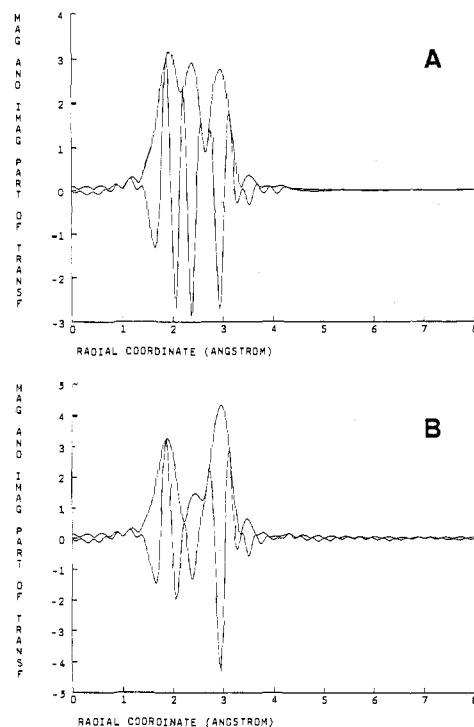 MAG AND IMAG PART OF TRANSF
4
3
2
1
0
-1
-2
-3
A
0 1 2 3 4 5 6 7 8
RADIAL COORDINATE (ANGSTROM)
MAG AND IMAG PART OF TRANSF
5
4
3
2
1
0
-1
-2
-3
-4
-5
B
0 1 2 3 4 5 6 7 8
RADIAL COORDINATE (ANGSTROM)